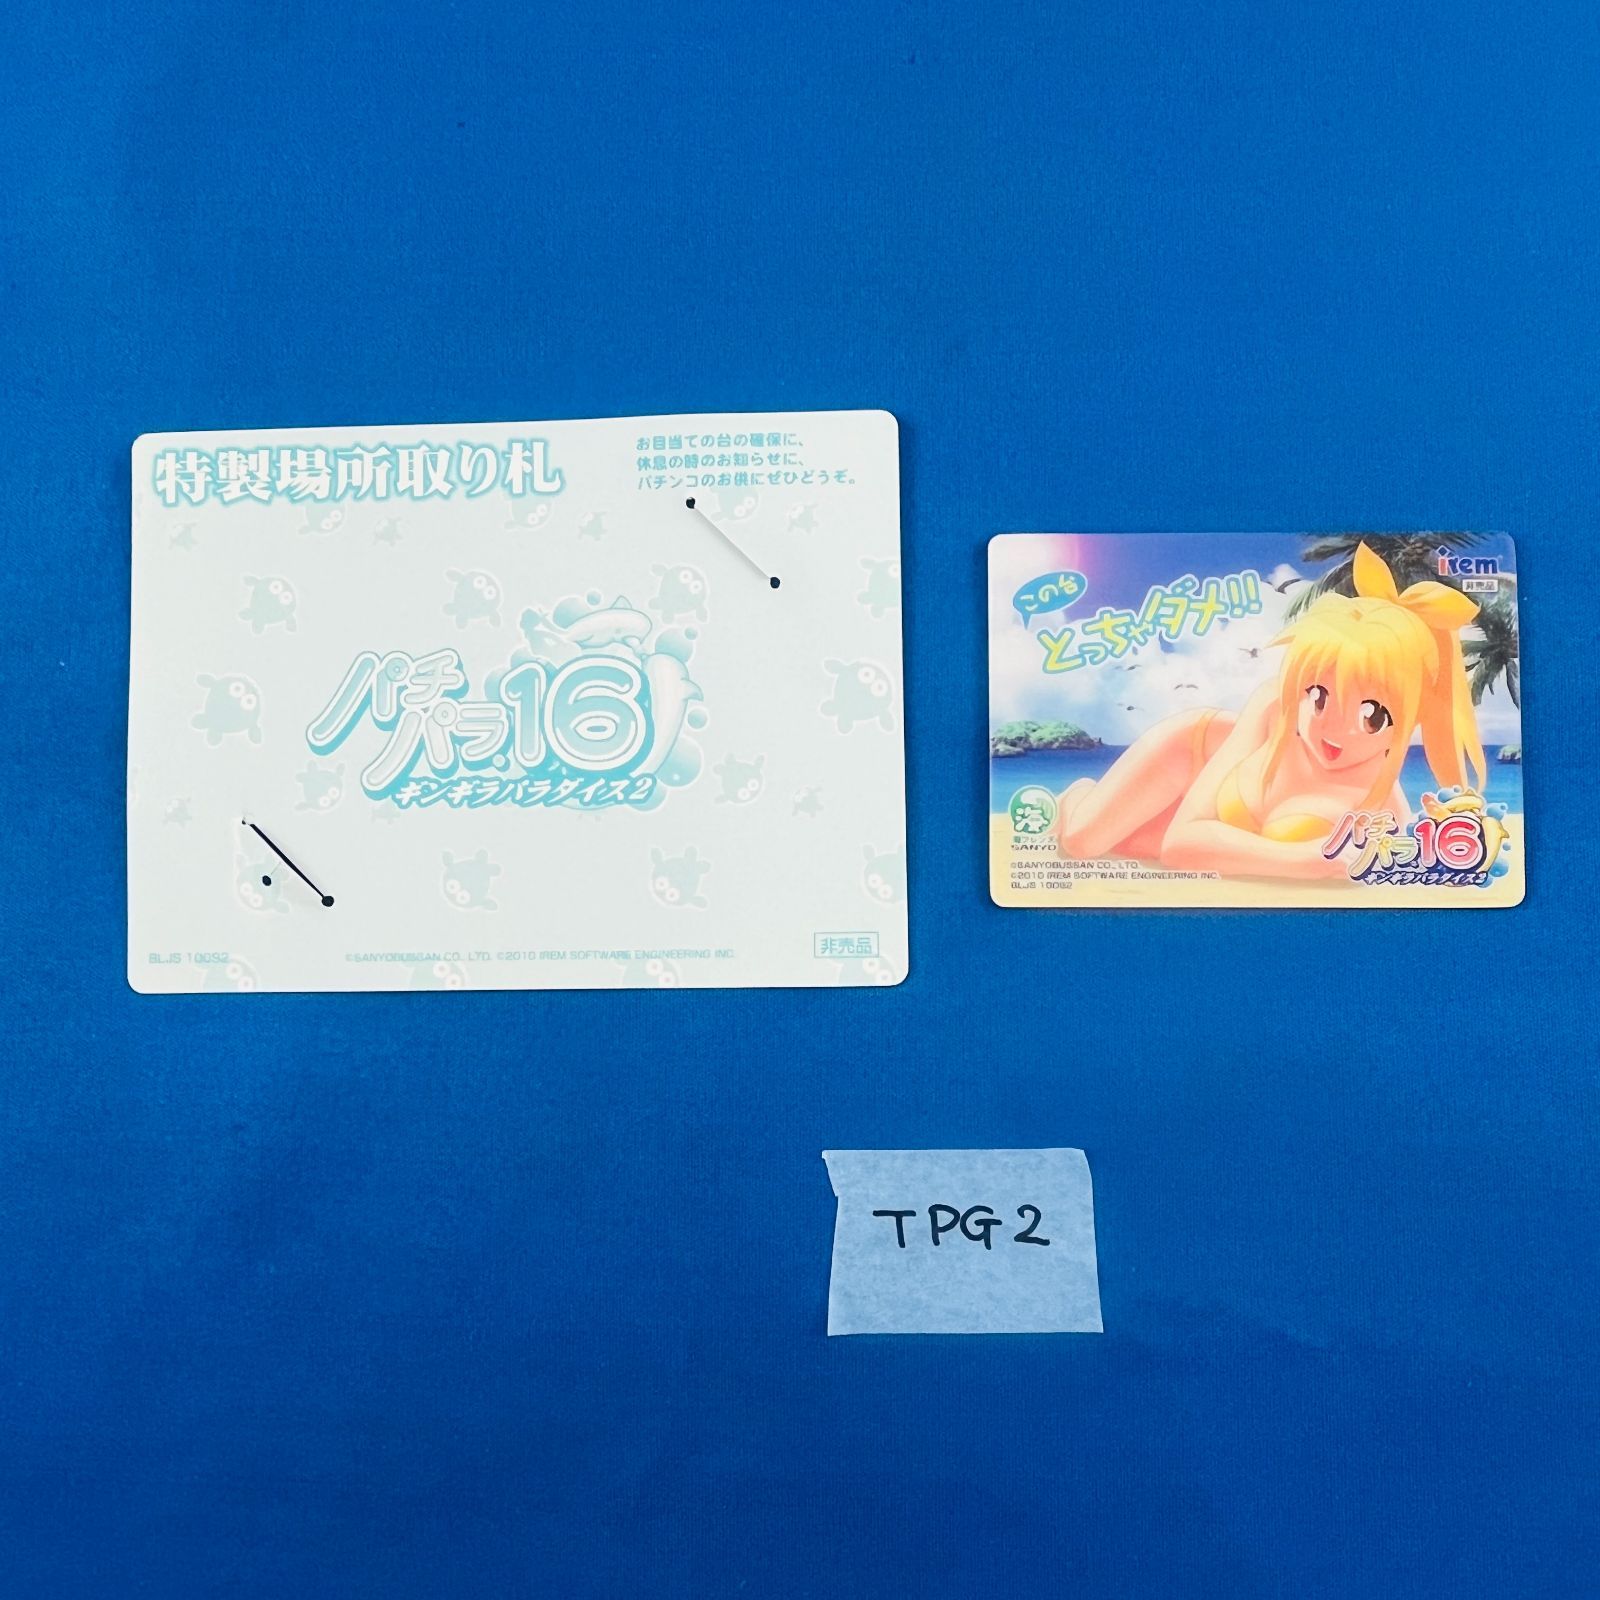 特製場所取り札
お目当ての台の確保に、
休息の時のお知らせに、
パチンコのお供にぜひどうぞ。
パチパラ16
ギンギラパラダイス2
BLJS 10092
©SANYOBUSSAN CO., LTD. ©2010 IREM SOFTWARE ENGINEERING INC.
非売品
irem
非売品
この台
とっちゃダメ!!
海
SANYO
©SANYOBUSSAN CO., LTD.
©2010 IREM SOFTWARE ENGINEERING INC.
BLJS 10092
パチパラ16
ギンギラパラダイス2
TPG2